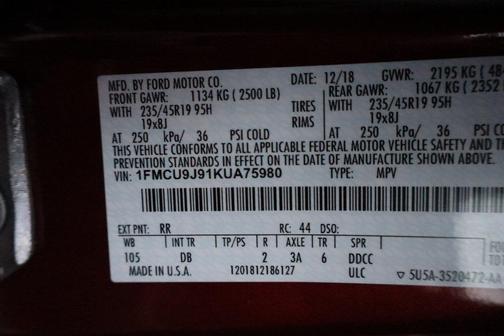 MFD. BY FORD MOTOR CO. DATE: 12/18 GVWR: 2195 KG (48
FRONT GAWR: 1134 KG (2500 LB) REAR GAWR: 1067 KG (2352
WITH 235/45R19 95H TIRES WITH 235/45R19 95H
19x8J RIMS 19x8J
AT 250 kPa/ 36 PSI COLD AT 250 kPa/ 36 PSI COLD
THIS VEHICLE CONFORMS TO ALL APPLICABLE FEDERAL MOTOR VEHICLE SAFETY AND THEFT
PREVENTION STANDARDS IN EFFECT ON THE DATE OF MANUFACTURE SHOWN ABOVE.
VIN: 1FMCU9J91KUA75980 TYPE: MPV
EXT PNT: RR RC: 44 DSO:
WB INT TR TP/PS R AXLE TR SPR
105 DB 2 3A 6 DDCC
MADE IN U.S.A. 1201812186127 ULC 5U5A-3520472-AA